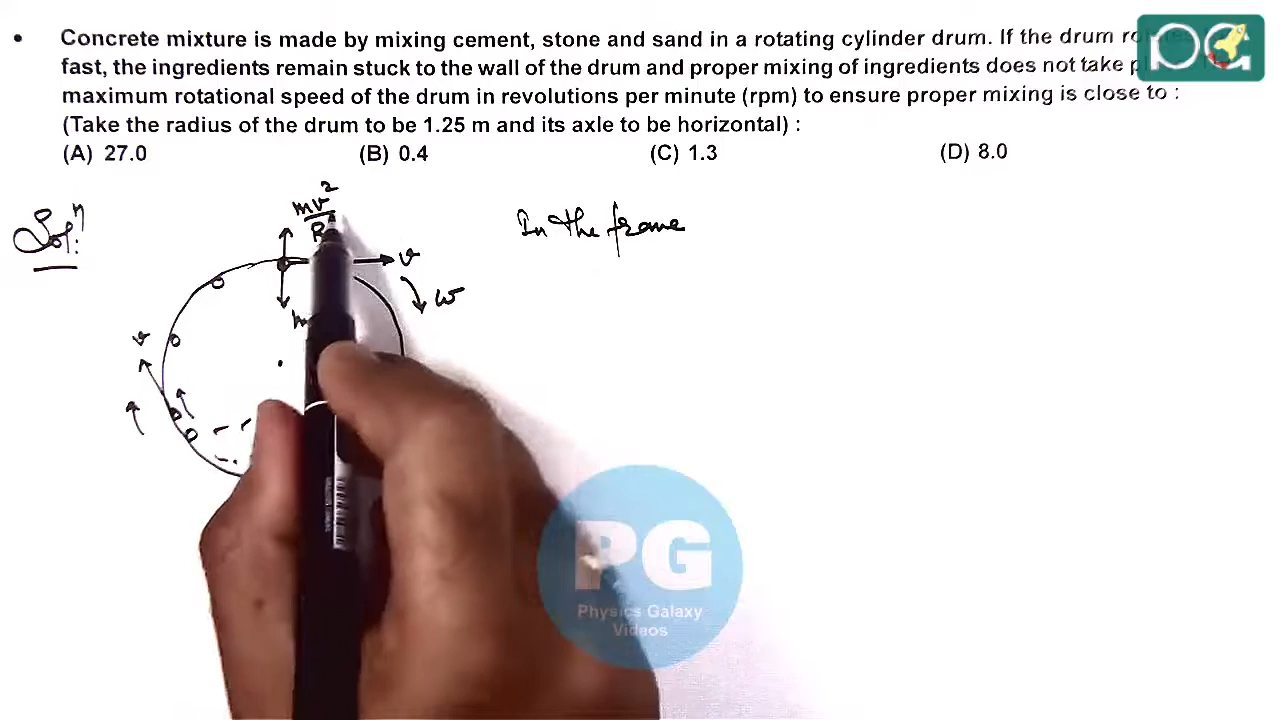 • Concrete mixture is made by mixing cement, stone and sand in a rotating cylinder drum. If the drum
fast, the ingredients remain stuck to the wall of the drum and proper mixing of ingredients does not take
maximum rotational speed of the drum in revolutions per minute (rpm) to ensure proper mixing is close to :
(Take the radius of the drum to be 1.25 m and its axle to be horizontal) :
(A) 27.0 (B) 0.4 (C) 1.3 (D) 8.0
Solⁿ:
mv²/R
In the frame
v
ω
v
PG
Physics Galaxy
Videos